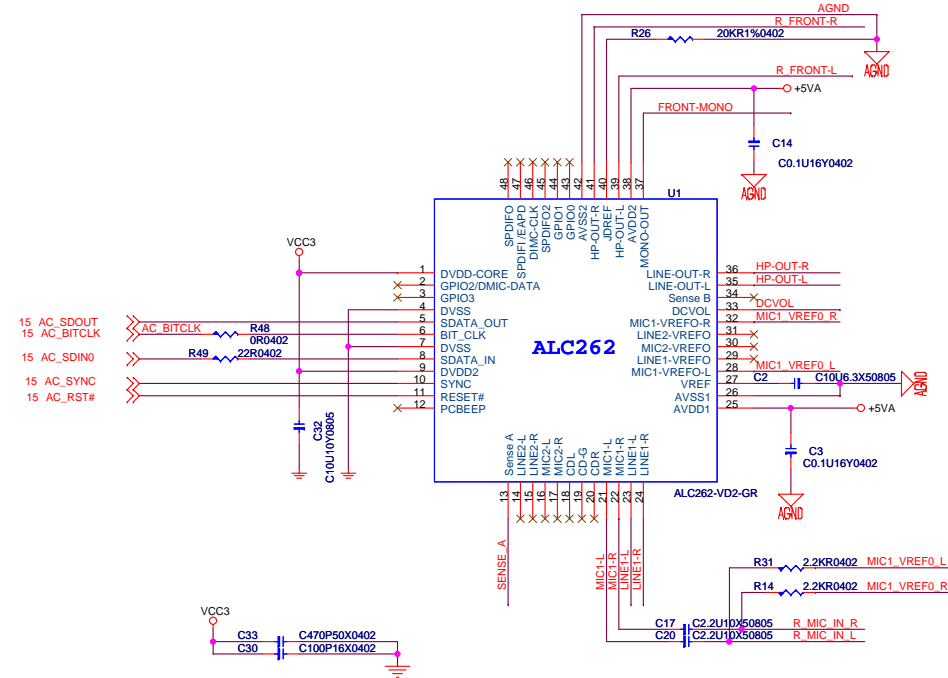 AGND
R_FRONT-R
R26
20KR1%0402
AGND
R_FRONT-L
+5VA
FRONT-MONO
C14
C0.1U16Y0402
AGND
48
47
46
45
44
43
42
41
40
39
38
37
U1
SPDIFO
SPDIFI/EAPD
DIMC-CLK
SPDIFO2
GPIO1
GPIO0
AVSS2
HP-OUT-R
JDREF
HP-OUT-L
AVDD2
MONO-OUT
VCC3
1 DVDD-CORE
2 GPIO2/DMIC-DATA
3 GPIO3
4 DVSS
5 SDATA_OUT
6 BIT_CLK
7 DVSS
8 SDATA_IN
9 DVDD2
10 SYNC
11 RESET#
12 PCBEEP
15 AC_SDOUT
15 AC_BITCLK
AC_BITCLK
R48
0R0402
15 AC_SDIN0
R49
22R0402
15 AC_SYNC
15 AC_RST#
C32
C10U10Y0805
ALC262
LINE-OUT-R 36 HP-OUT-R
LINE-OUT-L 35 HP-OUT-L
Sense B 34
DCVOL 33 DCVOL
MIC1-VREFO-R 32 MIC1_VREF0_R
LINE2-VREFO 31
MIC2-VREFO 30
LINE1-VREFO 29
MIC1-VREFO-L 28 MIC1_VREF0_L
VREF 27
AVSS1 26
AVDD1 25
C2
C10U6.3X50805
AGND
+5VA
C3
C0.1U16Y0402
AGND
Sense A
LINE2-L
LINE2-R
MIC2-L
MIC2-R
CDL
CD-G
CDR
MIC1-L
MIC1-R
LINE1-L
LINE1-R
13
14
15
16
17
18
19
20
21
22
23
24
ALC262-VD2-GR
SENSE_A
MIC1-L
MIC1-R
LINE1-L
LINE1-R
R31
2.2KR0402
MIC1_VREF0_L
R14
2.2KR0402
MIC1_VREF0_R
C17
C2.2U10X50805
R_MIC_IN_R
C20
C2.2U10X50805
R_MIC_IN_L
VCC3
C33
C470P50X0402
C30
C100P16X0402